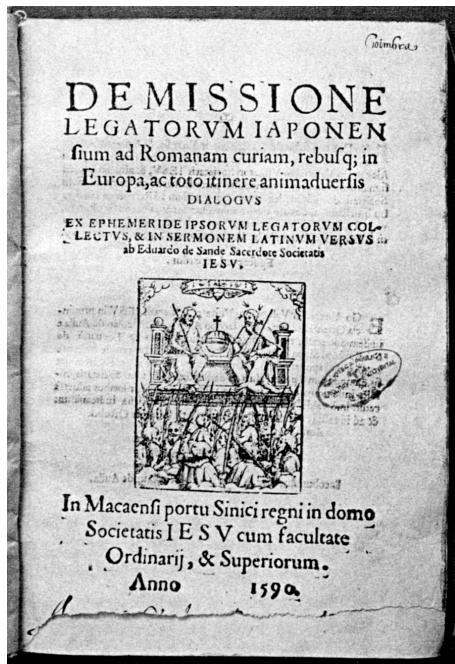 Coimbra
DE MISSIONE
LEGATORVM IAPONEN
sium ad Romanam curiam, rebusq; in
Europa, ac toto itinere animaduersis
DIALOGVS
EX EPHEMERIDE IPSORVM LEGATORVM COL-
LECTVS, & IN SERMONEM LATINVM VERSVS
ab Eduardo de Sande Sacerdote Societatis
IESV.
In Macaensi portu Sinici regni in domo
Societatis IESV cum facultate
Ordinarij, & Superiorum.
Anno 1590.